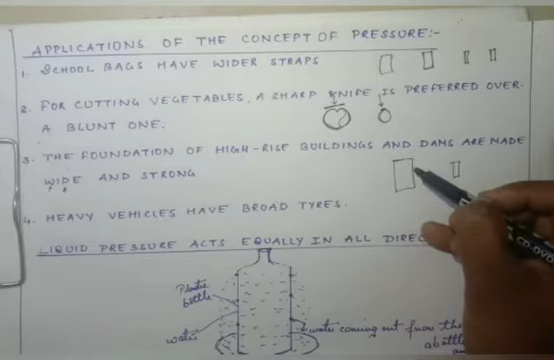 APPLICATIONS OF THE CONCEPT OF PRESSURE:-
1. SCHOOL BAGS HAVE WIDER STRAPS
2. FOR CUTTING VEGETABLES, A SHARP KNIFE IS PREFERRED OVER
A BLUNT ONE.
3. THE FOUNDATION OF HIGH-RISE BUILDINGS AND DAMS ARE MADE
WIDE AND STRONG
4. HEAVY VEHICLES HAVE BROAD TYRES.
LIQUID PRESSURE ACTS EQUALLY IN ALL DIREC
CD-DVD
Plastic
bottle
water
water coming out from the